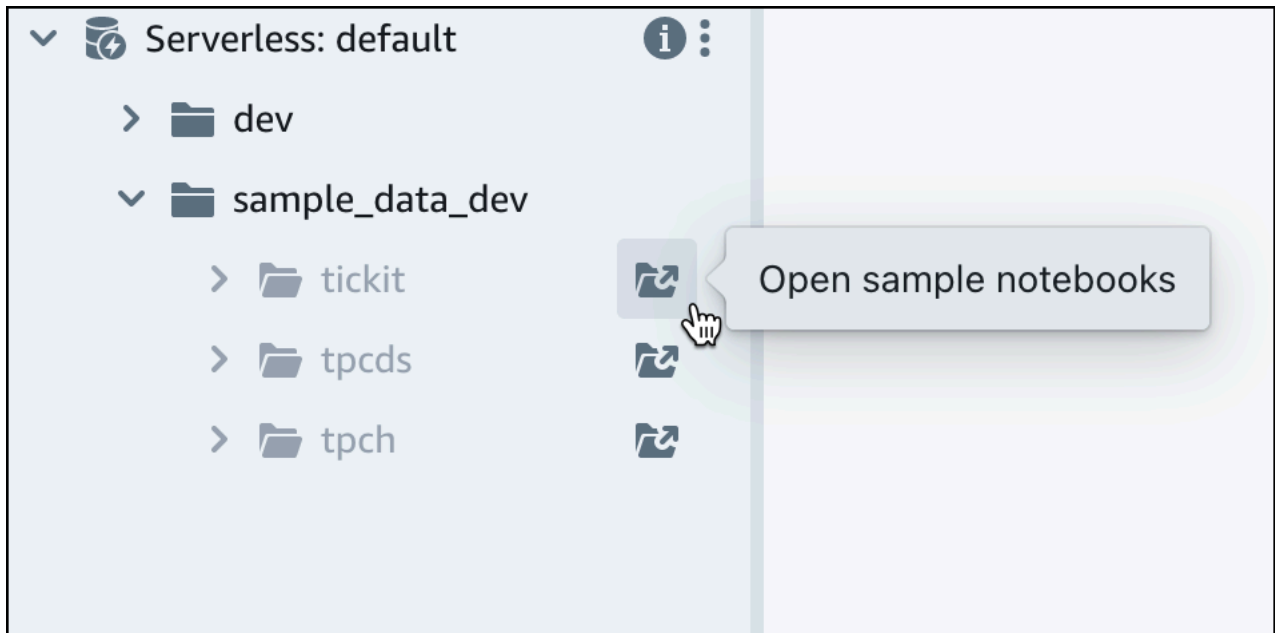 Serverless: default
dev
sample_data_dev
tickit
Open sample notebooks
tpcds
tpch